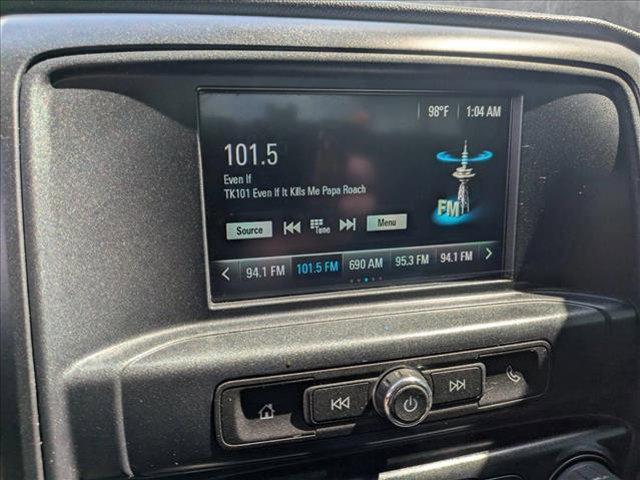 98°F 1:04 AM
101.5
Even If
TK101 Even If It Kills Me Papa Roach
FM
Source Tune Menu
94.1 FM 101.5 FM 690 AM 95.3 FM 94.1 FM